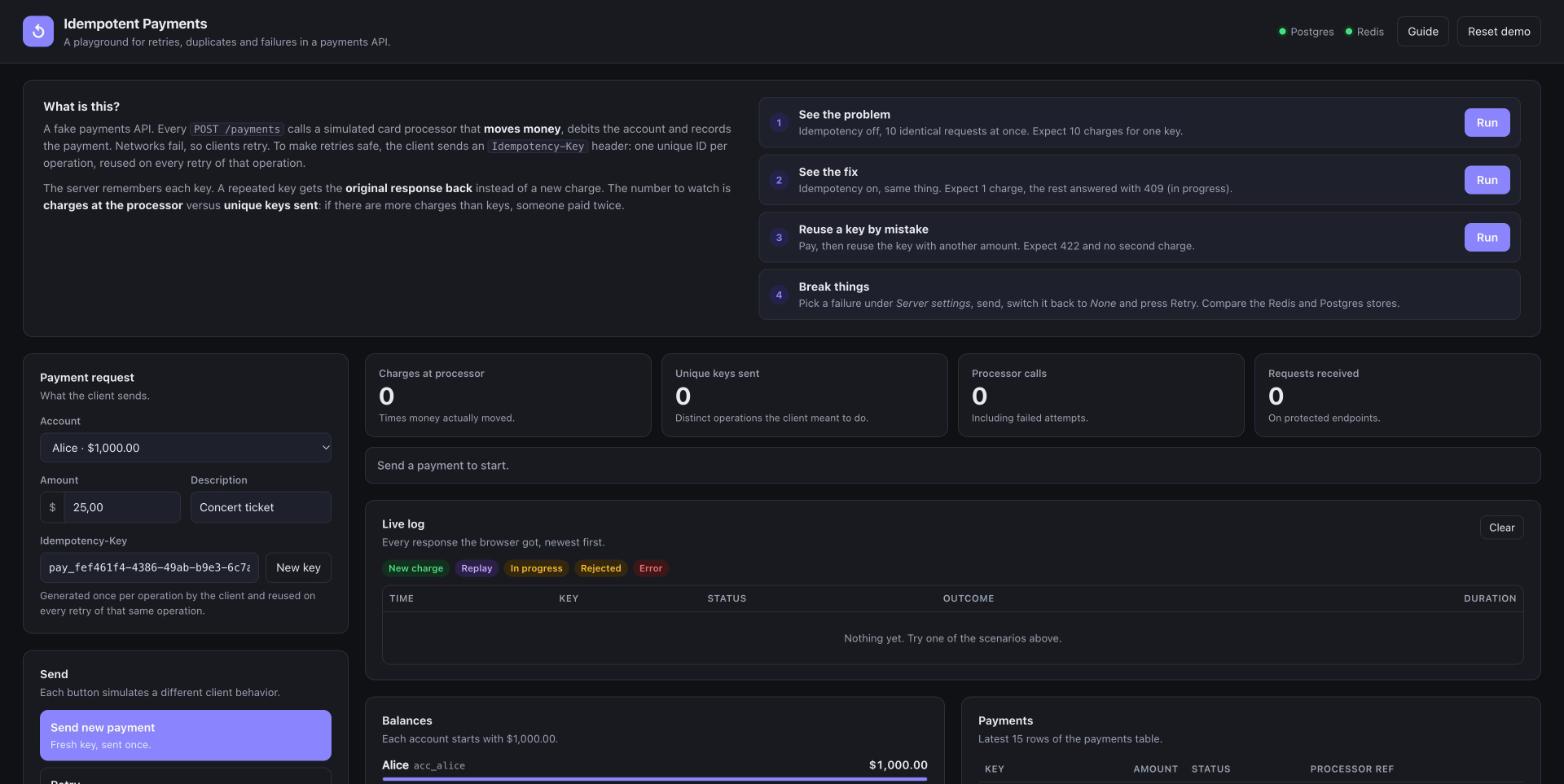 Idempotent Payments
A playground for retries, duplicates and failures in a payments API.
Postgres
Redis
Guide
Reset demo
What is this?
A fake payments API. Every POST /payments calls a simulated card processor that moves money, debits the account and records
the payment. Networks fail, so clients retry. To make retries safe, the client sends an Idempotency-Key header: one unique ID per
operation, reused on every retry of that same operation.
The server remembers each key. A repeated key gets the original response back instead of a new charge. The number to watch is
charges at the processor versus unique keys sent: if there are more charges than keys, someone paid twice.
1
See the problem
Idempotency off, 10 identical requests at once. Expect 10 charges for one key.
Run
2
See the fix
Idempotency on, same thing. Expect 1 charge, the rest answered with 409 (in progress).
Run
3
Reuse a key by mistake
Pay, then reuse the key with another amount. Expect 422 and no second charge.
Run
4
Break things
Pick a failure under Server settings, send, switch it back to None and press Retry. Compare the Redis and Postgres stores.
Payment request
What the client sends.
Account
Alice · $1,000.00
Amount
Description
$ 25,00
Concert ticket
Idempotency-Key
pay_fef461f4-4386-49ab-b9e3-6c7a
New key
Generated once per operation by the client and reused on
every retry of that same operation.
Send
Each button simulates a different client behavior.
Send new payment
Fresh key, sent once.
Retry
Charges at processor
0
Times money actually moved.
Unique keys sent
0
Distinct operations the client meant to do.
Processor calls
0
Including failed attempts.
Requests received
0
On protected endpoints.
Send a payment to start.
Live log
Every response the browser got, newest first.
Clear
New charge Replay In progress Rejected Error
TIME KEY STATUS OUTCOME DURATION
Nothing yet. Try one of the scenarios above.
Balances
Each account starts with $1,000.00.
Alice acc_alice $1,000.00
Payments
Latest 15 rows of the payments table.
KEY AMOUNT STATUS PROCESSOR REF